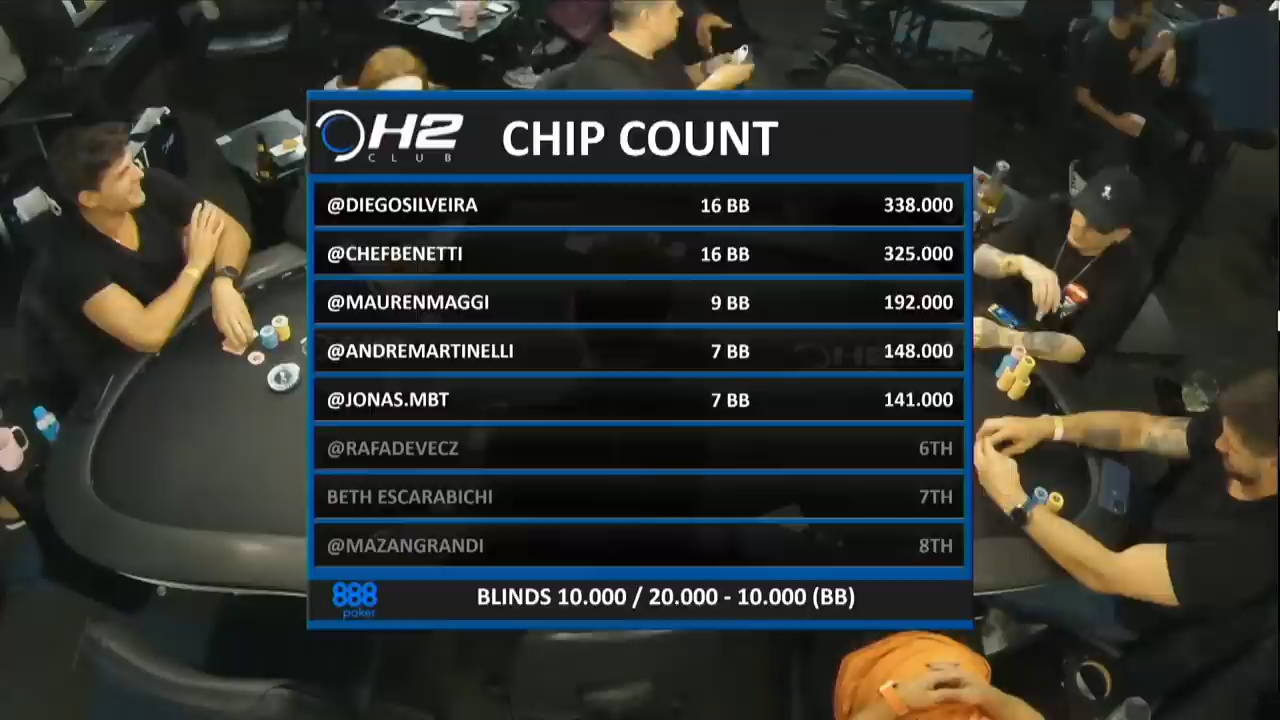 H2 CLUB CHIP COUNT
@DIEGOSILVEIRA 16 BB 338.000
@CHEFBENETTI 16 BB 325.000
@MAURENMAGGI 9 BB 192.000
@ANDREMARTINELLI 7 BB 148.000
@JONAS.MBT 7 BB 141.000
@RAFADEVECZ 6TH
BETH ESCARABICHI 7TH
@MAZANGRANDI 8TH
888 poker BLINDS 10.000 / 20.000 - 10.000 (BB)